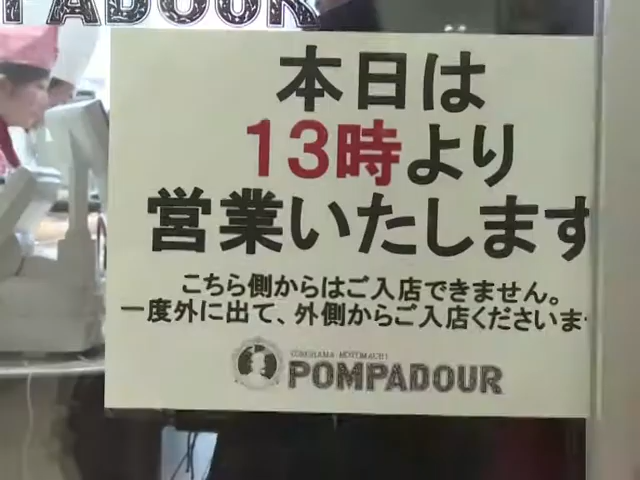 POMPADOUR
本日は
13時より
営業いたします
こちら側からはご入店できません。
一度外に出て、外側からご入店くださいま
YOKOHAMA MOTOMACHI
POMPADOUR